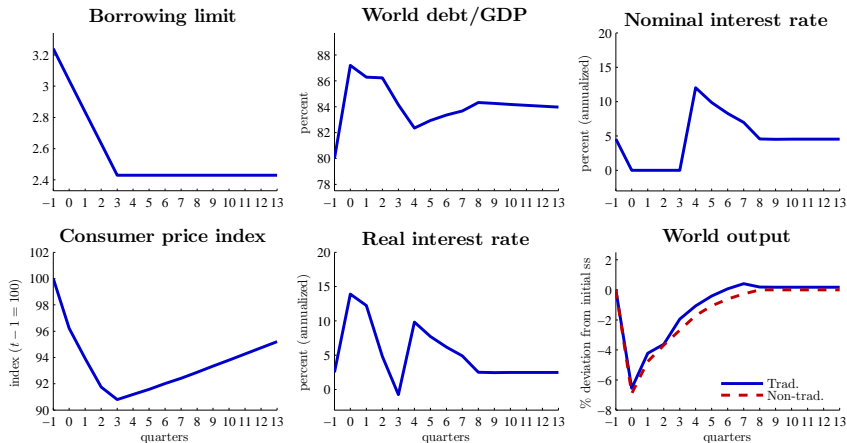 Borrowing limit
3.2
3
2.8
2.6
2.4
−1 0 1 2 3 4 5 6 7 8 9 10 11 12 13
World debt/GDP
percent
88
86
84
82
80
78
−1 0 1 2 3 4 5 6 7 8 9 10 11 12 13
Nominal interest rate
percent (annualized)
20
15
10
5
0
−1 0 1 2 3 4 5 6 7 8 9 10 11 12 13
Consumer price index
index (t − 1 = 100)
102
100
98
96
94
92
90
−1 0 1 2 3 4 5 6 7 8 9 10 11 12 13
quarters
Real interest rate
percent (annualized)
20
15
10
5
0
−1 0 1 2 3 4 5 6 7 8 9 10 11 12 13
quarters
World output
% deviation from initial ss
2
0
−2
−4
−6
−8
Trad.
Non-trad.
−1 0 1 2 3 4 5 6 7 8 9 10 11 12 13
quarters